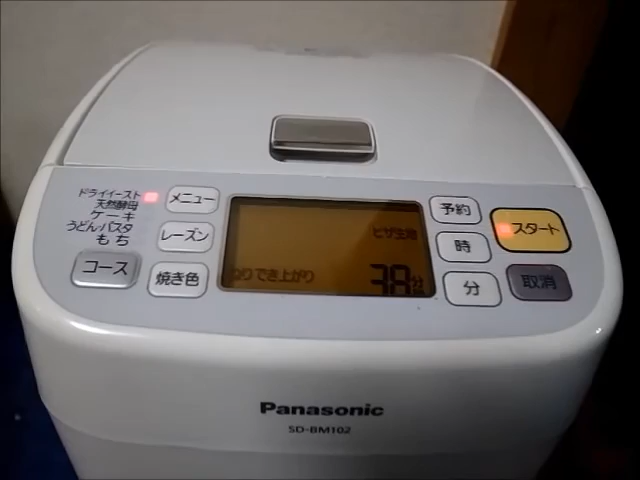 ドライイースト
天然酵母
ケーキ
うどん・パスタ
もち
コース
メニュー
レーズン
焼き色
ピザ生地
ねりでき上がり
38分
予約
時
分
スタート
取消
Panasonic
SD-BM102